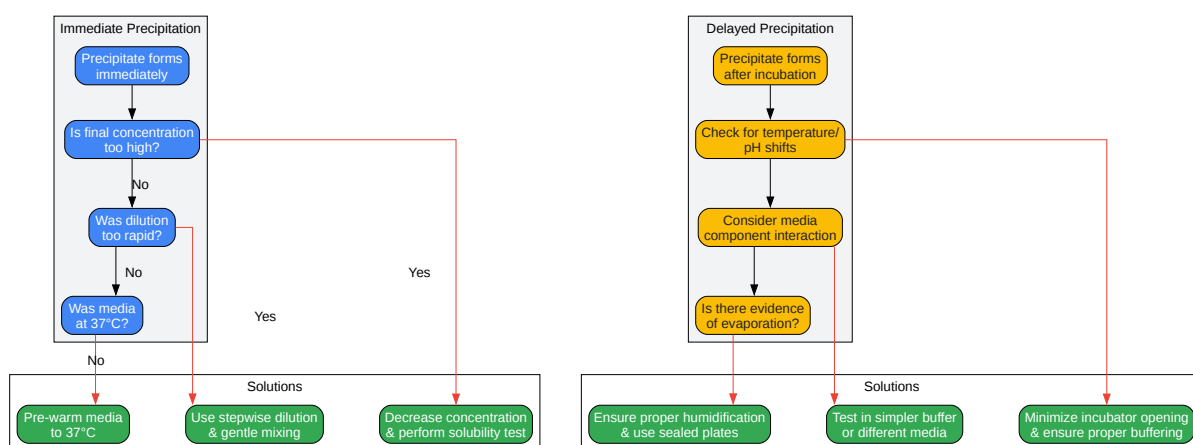 Immediate Precipitation
Precipitate forms
immediately
Is final concentration
too high?
No
Was dilution
too rapid?
No
Yes
Was media
at 37°C?
Yes
No
Solutions
Pre-warm media
to 37°C
Use stepwise dilution
& gentle mixing
Decrease concentration
& perform solubility test
Delayed Precipitation
Precipitate forms
after incubation
Check for temperature/
pH shifts
Consider media
component interaction
Is there evidence
of evaporation?
Solutions
Ensure proper humidification
& use sealed plates
Test in simpler buffer
or different media
Minimize incubator opening
& ensure proper buffering